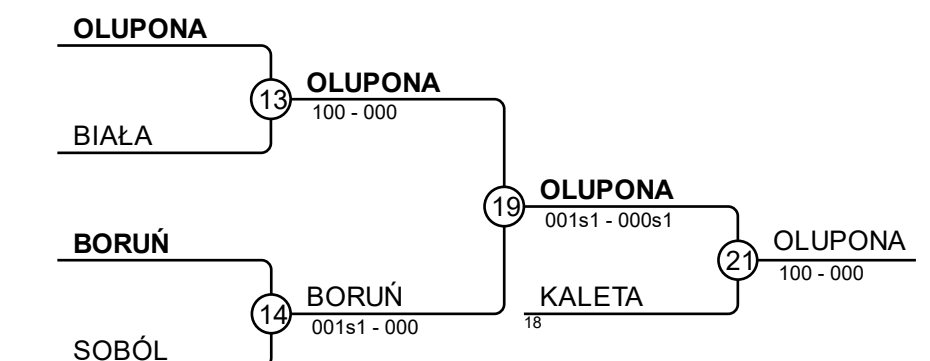 OLUPONA
13
OLUPONA
100 - 000
BIAŁA
19
OLUPONA
001s1 - 000s1
BORUŃ
21
OLUPONA
100 - 000
14
BORUŃ
001s1 - 000
KALETA
18
SOBÓL